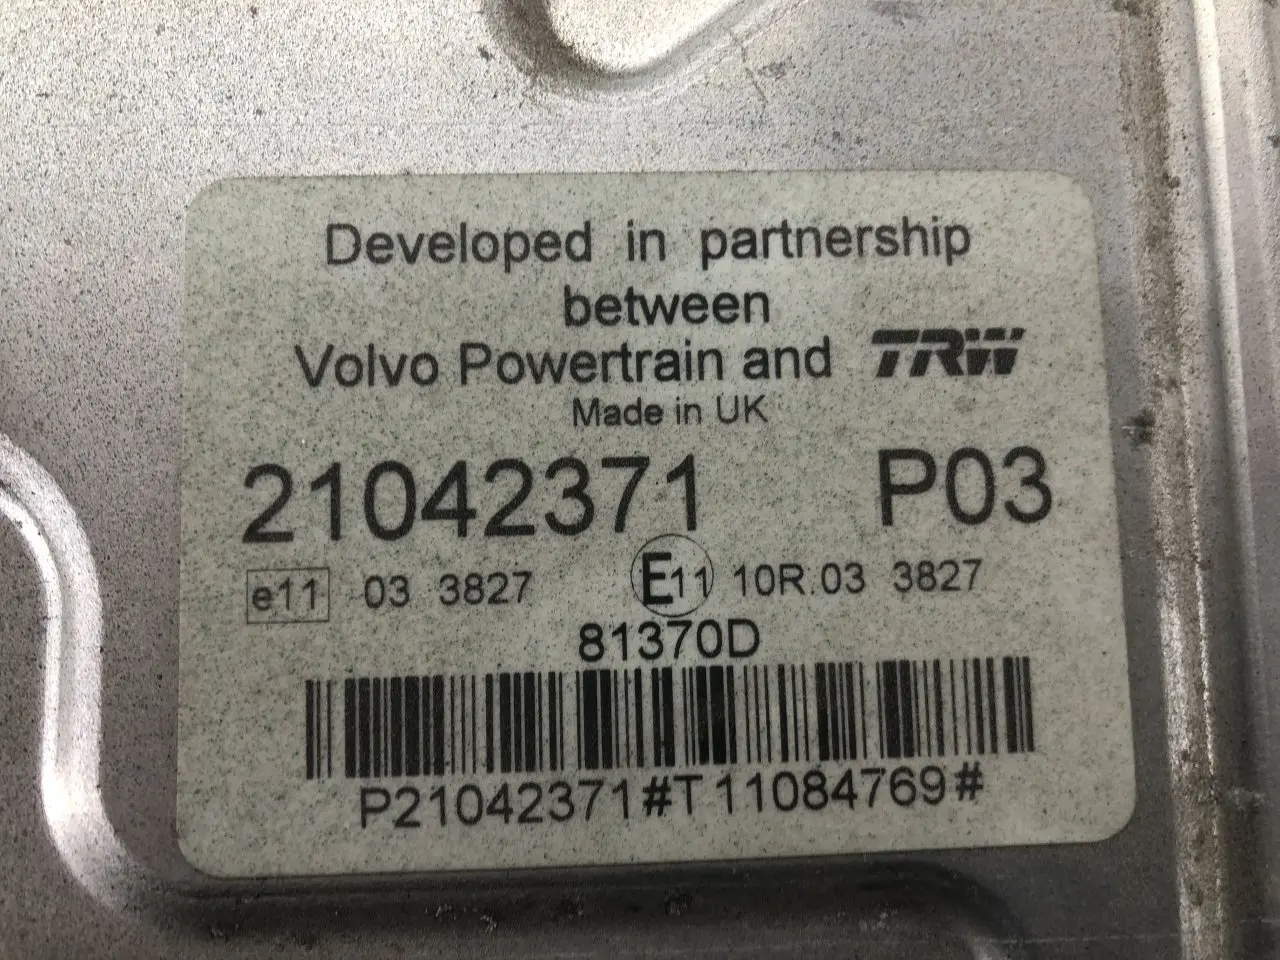 Developed in partnership
between
Volvo Powertrain and TRW
Made in UK
21042371 P03
e11 03 3827 E11 10R.03 3827
81370D
P21042371#T11084769#